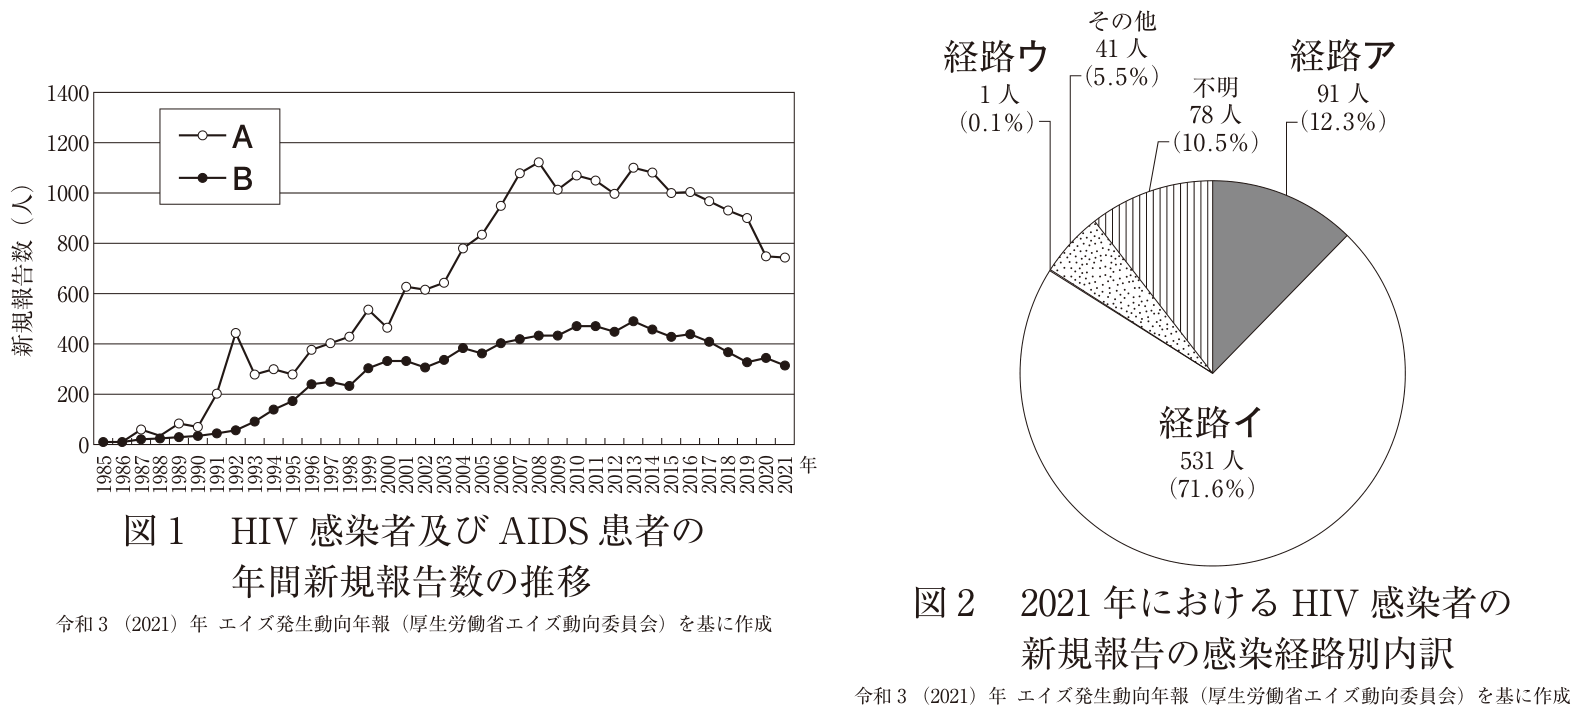 1400
1200
1000
800
600
400
200
0
新規報告数（人）
A
B
1985
1986
1987
1988
1989
1990
1991
1992
1993
1994
1995
1996
1997
1998
1999
2000
2001
2002
2003
2004
2005
2006
2007
2008
2009
2010
2011
2012
2013
2014
2015
2016
2017
2018
2019
2020
2021
年
図1　HIV 感染者及び AIDS 患者の
年間新規報告数の推移
令和3（2021）年 エイズ発生動向年報（厚生労働省エイズ動向委員会）を基に作成
経路ウ
1人
（0.1%）
その他
41人
（5.5%）
不明
78人
（10.5%）
経路ア
91人
（12.3%）
経路イ
531人
（71.6%）
図2　2021 年における HIV 感染者の
新規報告の感染経路別内訳
令和3（2021）年 エイズ発生動向年報（厚生労働省エイズ動向委員会）を基に作成